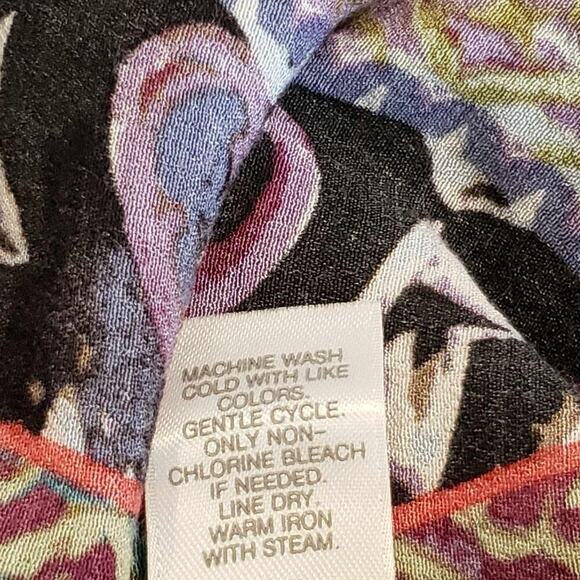 MACHINE WASH
COLD WITH LIKE
COLORS.
GENTLE CYCLE.
ONLY NON-
CHLORINE BLEACH
IF NEEDED.
LINE DRY.
WARM IRON
WITH STEAM.